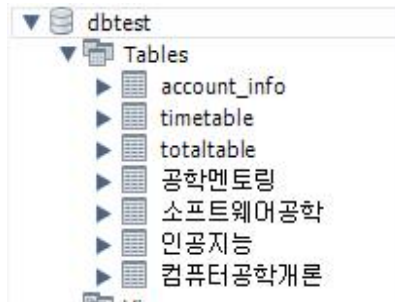 dbtest
Tables
account_info
timetable
totaltable
공학멘토링
소프트웨어공학
인공지능
컴퓨터공학개론